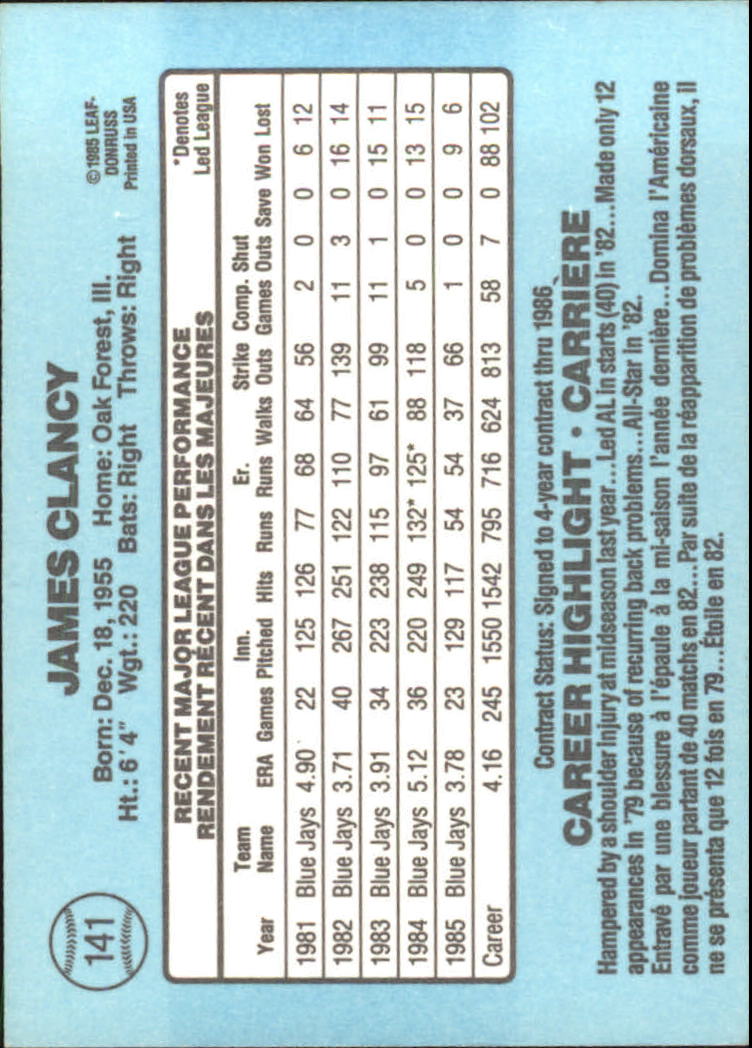 141
JAMES CLANCY
Born: Dec. 18, 1955 Home: Oak Forest, Ill.
Ht.: 6' 4" Wgt.: 220 Bats: Right Throws: Right
© 1985 LEAF-
DONRUSS
Printed in USA
RECENT MAJOR LEAGUE PERFORMANCE
RENDEMENT RÉCENT DANS LES MAJEURES
*Denotes
Led League
Team Inn. Er. Strike Comp. Shut
Year Name ERA Games Pitched Hits Runs Runs Walks Outs Games Outs Save Won Lost
1981 Blue Jays 4.90 22 125 126 77 68 64 56 2 0 0 6 12
1982 Blue Jays 3.71 40 267 251 122 110 77 139 11 3 0 16 14
1983 Blue Jays 3.91 34 223 238 115 97 61 99 11 1 0 15 11
1984 Blue Jays 5.12 36 220 249 132* 125* 88 118 5 0 0 13 15
1985 Blue Jays 3.78 23 129 117 54 54 37 66 1 0 0 9 6
Career 4.16 245 1550 1542 795 716 624 813 58 7 0 88 102
Contract Status: Signed to 4-year contract thru 1986
CAREER HIGHLIGHT • CARRIÈRE
Hampered by a shoulder injury at midseason last year...Led AL in starts (40) in '82...Made only 12
appearances in '79 because of recurring back problems...All-Star in '82.
Entravé par une blessure à l'épaule à la mi-saison l'année dernière...Domina l'Américaine
comme joueur partant de 40 matchs en 82...Par suite de la réapparition de problèmes dorsaux, il
ne se présenta que 12 fois en 79...Étoile en 82.